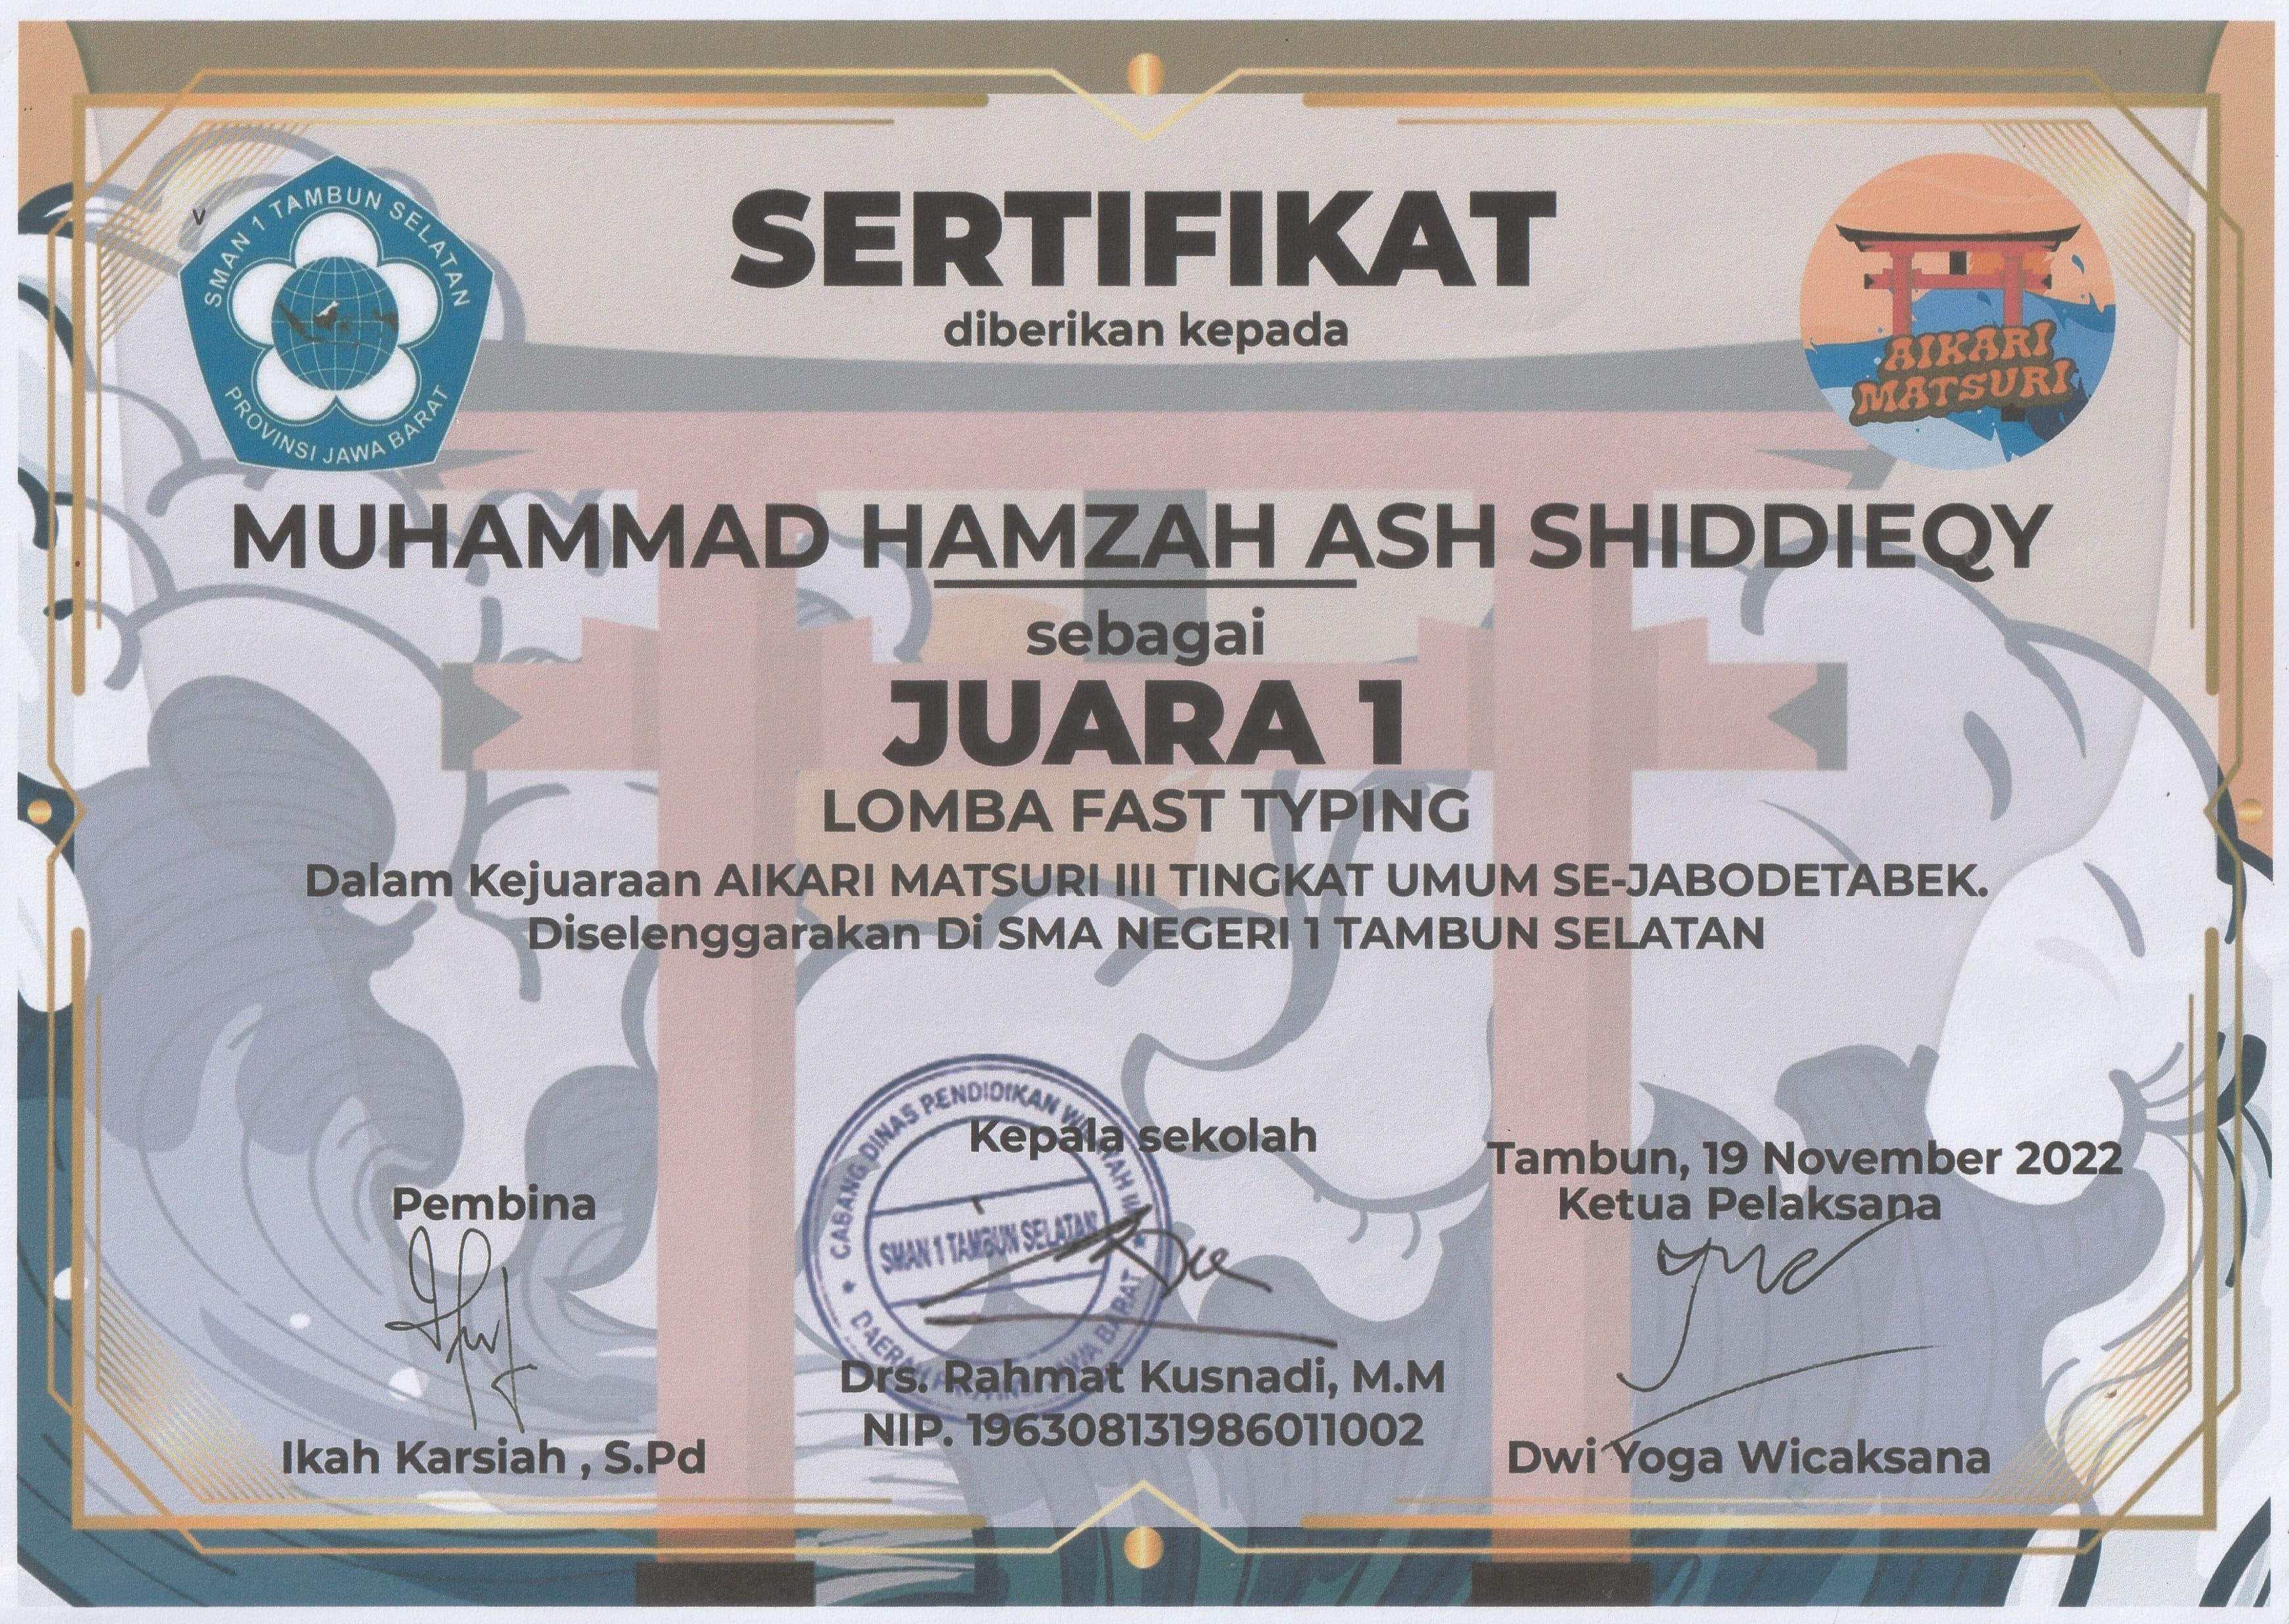 SMAN 1 TAMBUN SELATAN
PROVINSI JAWA BARAT
SERTIFIKAT
diberikan kepada
AIKARI
MATSURI
MUHAMMAD HAMZAH ASH SHIDDIEQY
sebagai
JUARA 1
LOMBA FAST TYPING
Dalam Kejuaraan AIKARI MATSURI III TINGKAT UMUM SE-JABODETABEK.
Diselenggarakan Di SMA NEGERI 1 TAMBUN SELATAN
Kepala sekolah
Tambun, 19 November 2022
Ketua Pelaksana
Pembina
CABANG DINAS PENDIDIKAN WILAYAH
SMAN 1 TAMBUN SELATAN
DAERAH JAWA BARAT
Drs. Rahmat Kusnadi, M.M
NIP. 196308131986011002
Ikah Karsiah , S.Pd
Dwi Yoga Wicaksana